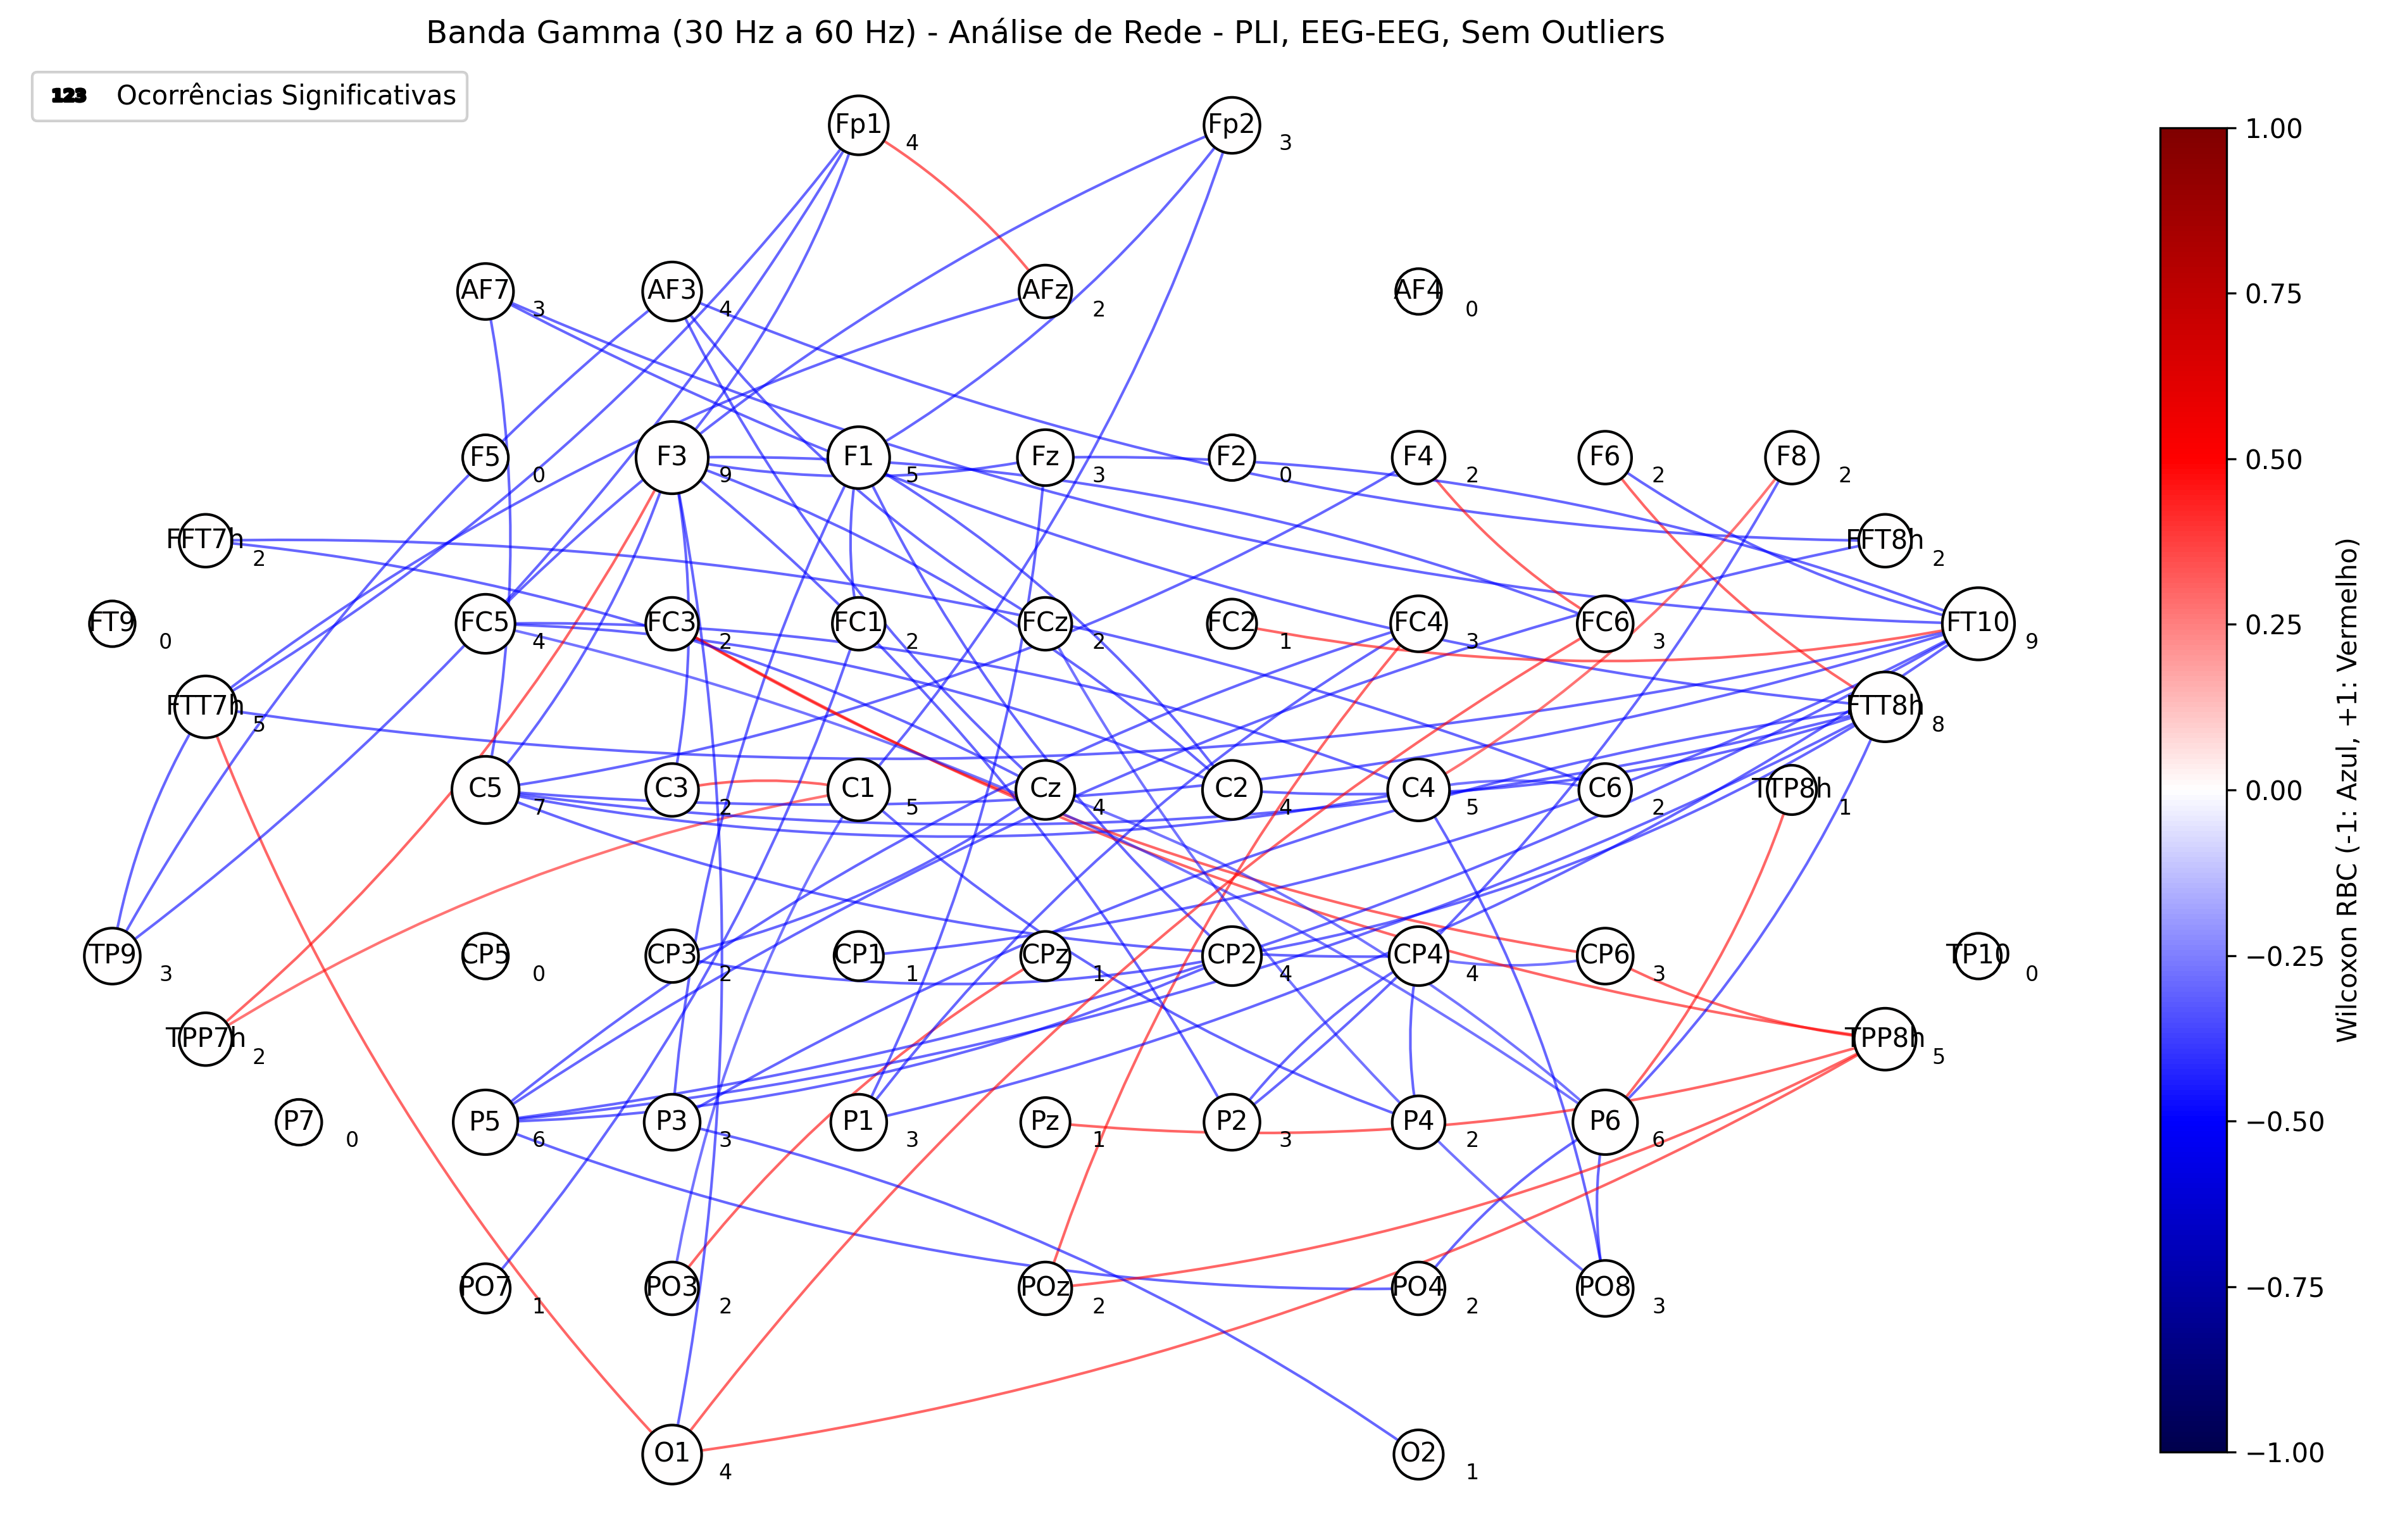 Banda Gamma (30 Hz a 60 Hz) - Análise de Rede - PLI, EEG-EEG, Sem Outliers
123 Ocorrências Significativas
Fp1 4 Fp2 3
AF7 3 AF3 4 AFz 2 AF4 0
F5 0 F3 9 F1 5 Fz 3 F2 0 F4 2 F6 2 F8 2
FFT7h 2 FFT8h 2
FT9 0 FC5 4 FC3 2 FC1 2 FCz 2 FC2 1 FC4 3 FC6 3 FT10 9
FTT7h 5 FTT8h 8
C5 7 C3 2 C1 5 Cz 4 C2 4 C4 5 C6 2 TTP8h 1
TP9 3 CP5 0 CP3 2 CP1 1 CPz 1 CP2 4 CP4 4 CP6 3 TP10 0
TPP7h 2 TPP8h 5
P7 0 P5 6 P3 3 P1 3 Pz 1 P2 3 P4 2 P6 6
PO7 1 PO3 2 POz 2 PO4 2 PO8 3
O1 4 O2 1
1.00
0.75
0.50
0.25
0.00
−0.25
−0.50
−0.75
−1.00
Wilcoxon RBC (-1: Azul, +1: Vermelho)